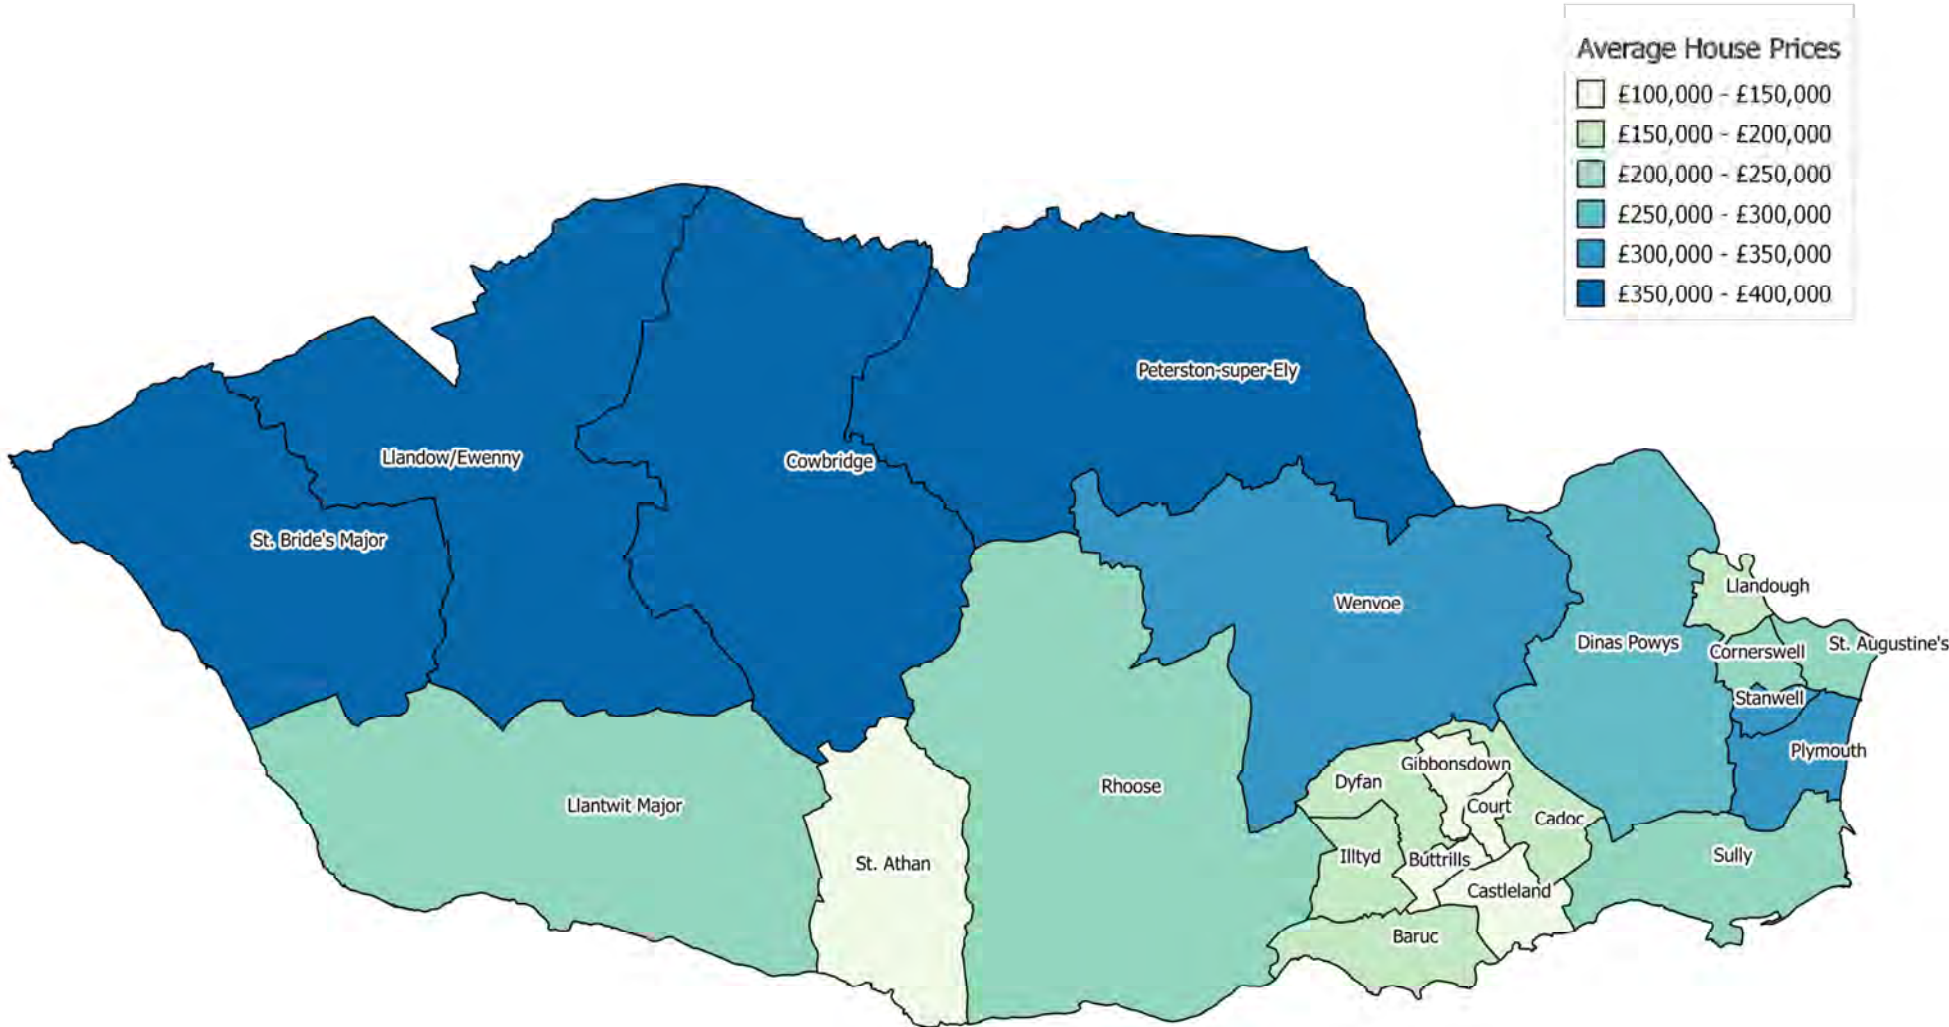 Average House Prices
£100,000 - £150,000
£150,000 - £200,000
£200,000 - £250,000
£250,000 - £300,000
£300,000 - £350,000
£350,000 - £400,000
Peterston-super-Ely
Llandow/Ewenny
Cowbridge
St. Bride's Major
Llandough
Wenvoe
Dinas Powys
St. Augustine's
Cornerswell
Stanwell
Plymouth
Gibbonsdown
Dyfan
Rhoose
Llantwit Major
Court
Cadoc
Sully
Illtyd
Buttrills
St. Athan
Castleland
Baruc